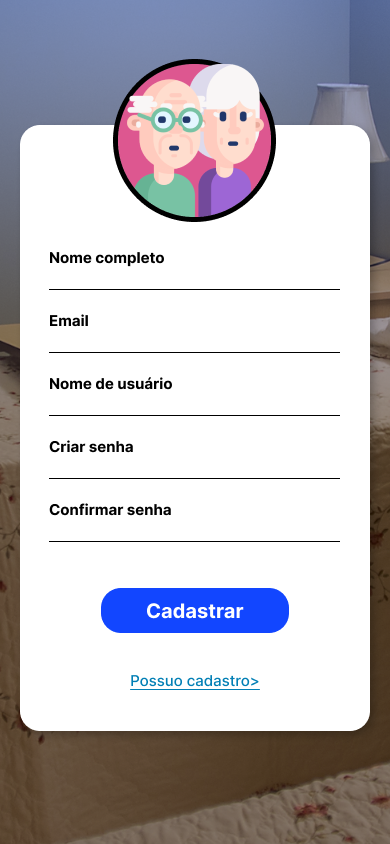 Nome completo
Email
Nome de usuário
Criar senha
Confirmar senha
Cadastrar
Possuo cadastro>